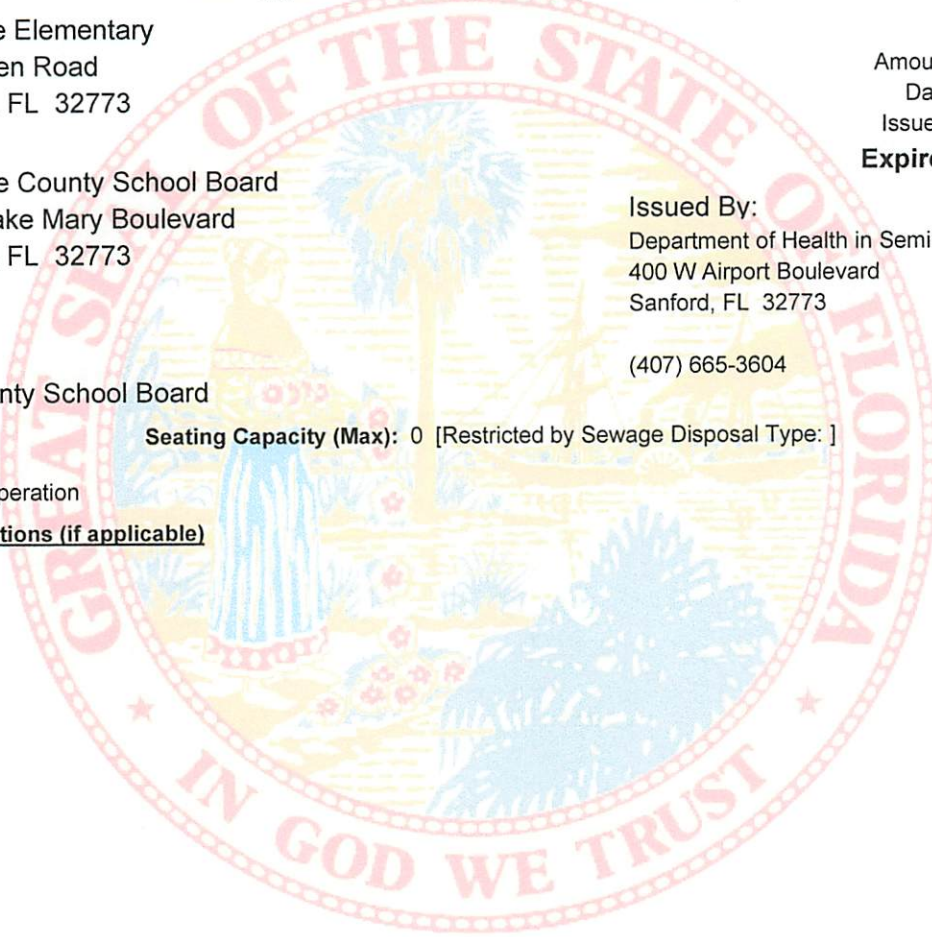 e Elementary
en Road
FL 32773
Amou
Da
Issue
Expire
e County School Board
ake Mary Boulevard
FL 32773
Issued By:
Department of Health in Semi
400 W Airport Boulevard
Sanford, FL 32773
(407) 665-3604
nty School Board
Seating Capacity (Max): 0 [Restricted by Sewage Disposal Type: ]
peration
tions (if applicable)
GREAT SEAL OF THE STATE OF FLORIDA
IN GOD WE TRUST